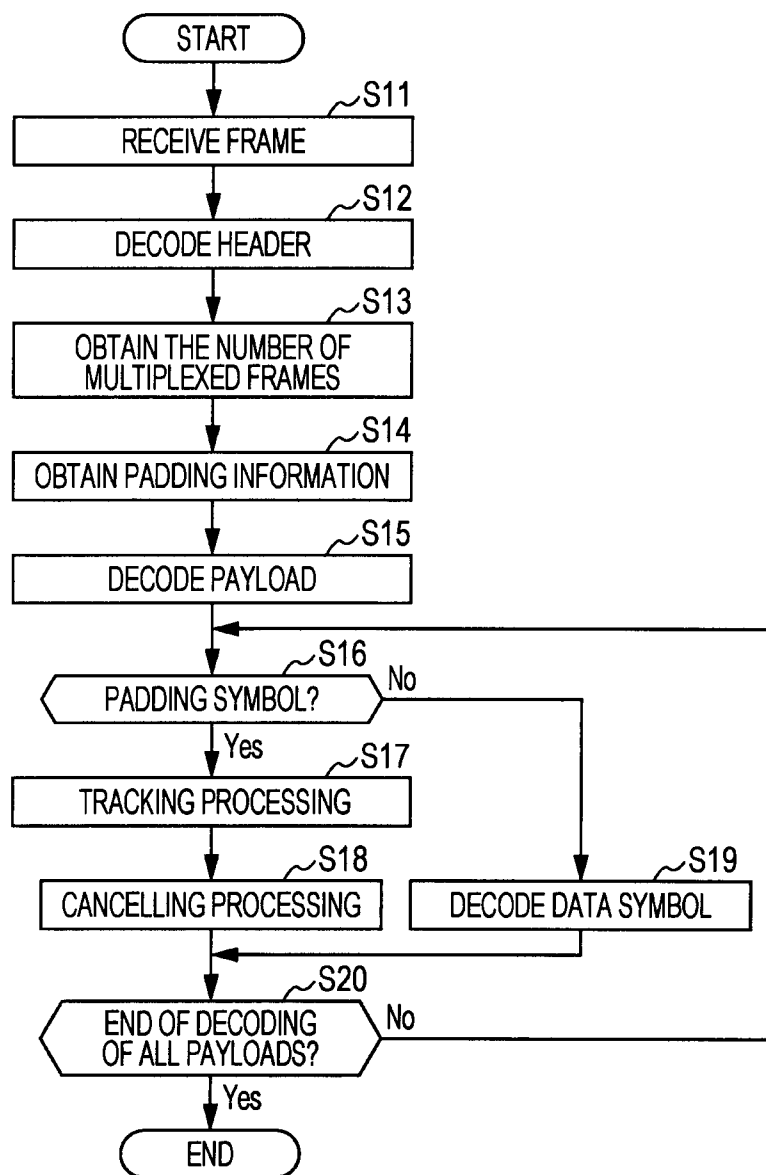 START
S11
RECEIVE FRAME
S12
DECODE HEADER
S13
OBTAIN THE NUMBER OF
MULTIPLEXED FRAMES
S14
OBTAIN PADDING INFORMATION
S15
DECODE PAYLOAD
S16
PADDING SYMBOL?
No
Yes
S17
TRACKING PROCESSING
S18
CANCELLING PROCESSING
S19
DECODE DATA SYMBOL
S20
END OF DECODING
OF ALL PAYLOADS?
No
Yes
END